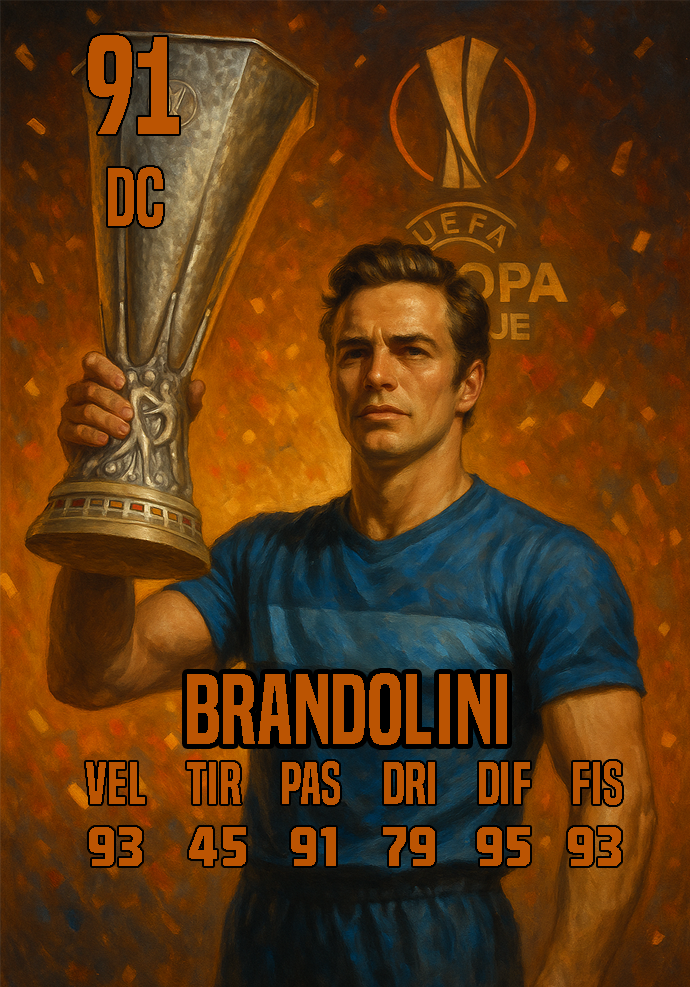 91
DC
UEFA
OPA
UE
BRANDOLINI
VEL TIR PAS DRI DIF FIS
93 45 91 79 95 93